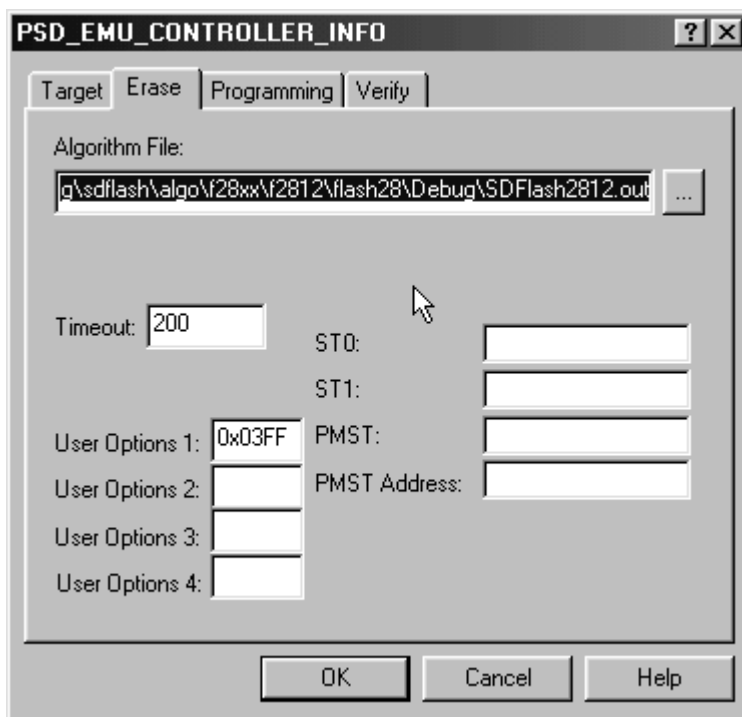 PSD_EMU_CONTROLLER_INFO
Target Erase Programming Verify
Algorithm File:
g\sdflash\algo\f28xx\f2812\flash28\Debug\SDFlash2812.out ...
Timeout: 200
ST0:
ST1:
User Options 1: 0x03FF PMST:
User Options 2: PMST Address:
User Options 3:
User Options 4:
OK Cancel Help